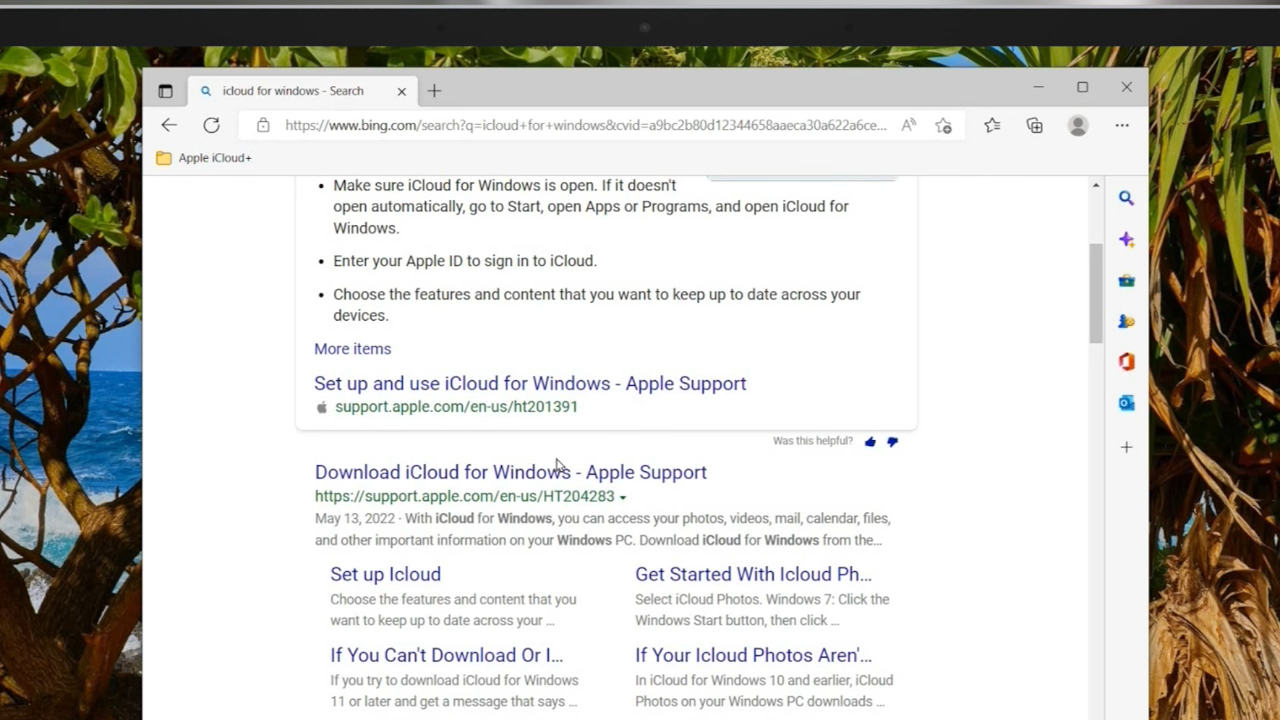 icloud for windows - Search
https://www.bing.com/search?q=icloud+for+windows&cvid=a9bc2b80d12344658aaeca30a622a6ce...
Apple iCloud+
• Make sure iCloud for Windows is open. If it doesn't
open automatically, go to Start, open Apps or Programs, and open iCloud for
Windows.
• Enter your Apple ID to sign in to iCloud.
• Choose the features and content that you want to keep up to date across your
devices.
More items
Set up and use iCloud for Windows - Apple Support
support.apple.com/en-us/ht201391
Was this helpful?
Download iCloud for Windows - Apple Support
https://support.apple.com/en-us/HT204283
May 13, 2022 · With iCloud for Windows, you can access your photos, videos, mail, calendar, files,
and other important information on your Windows PC. Download iCloud for Windows from the...
Set up Icloud
Choose the features and content that you
want to keep up to date across your ...
Get Started With Icloud Ph...
Select iCloud Photos. Windows 7: Click the
Windows Start button, then click ...
If You Can't Download Or I...
If you try to download iCloud for Windows
11 or later and get a message that says ...
If Your Icloud Photos Aren'...
In iCloud for Windows 10 and earlier, iCloud
Photos on your Windows PC downloads ...